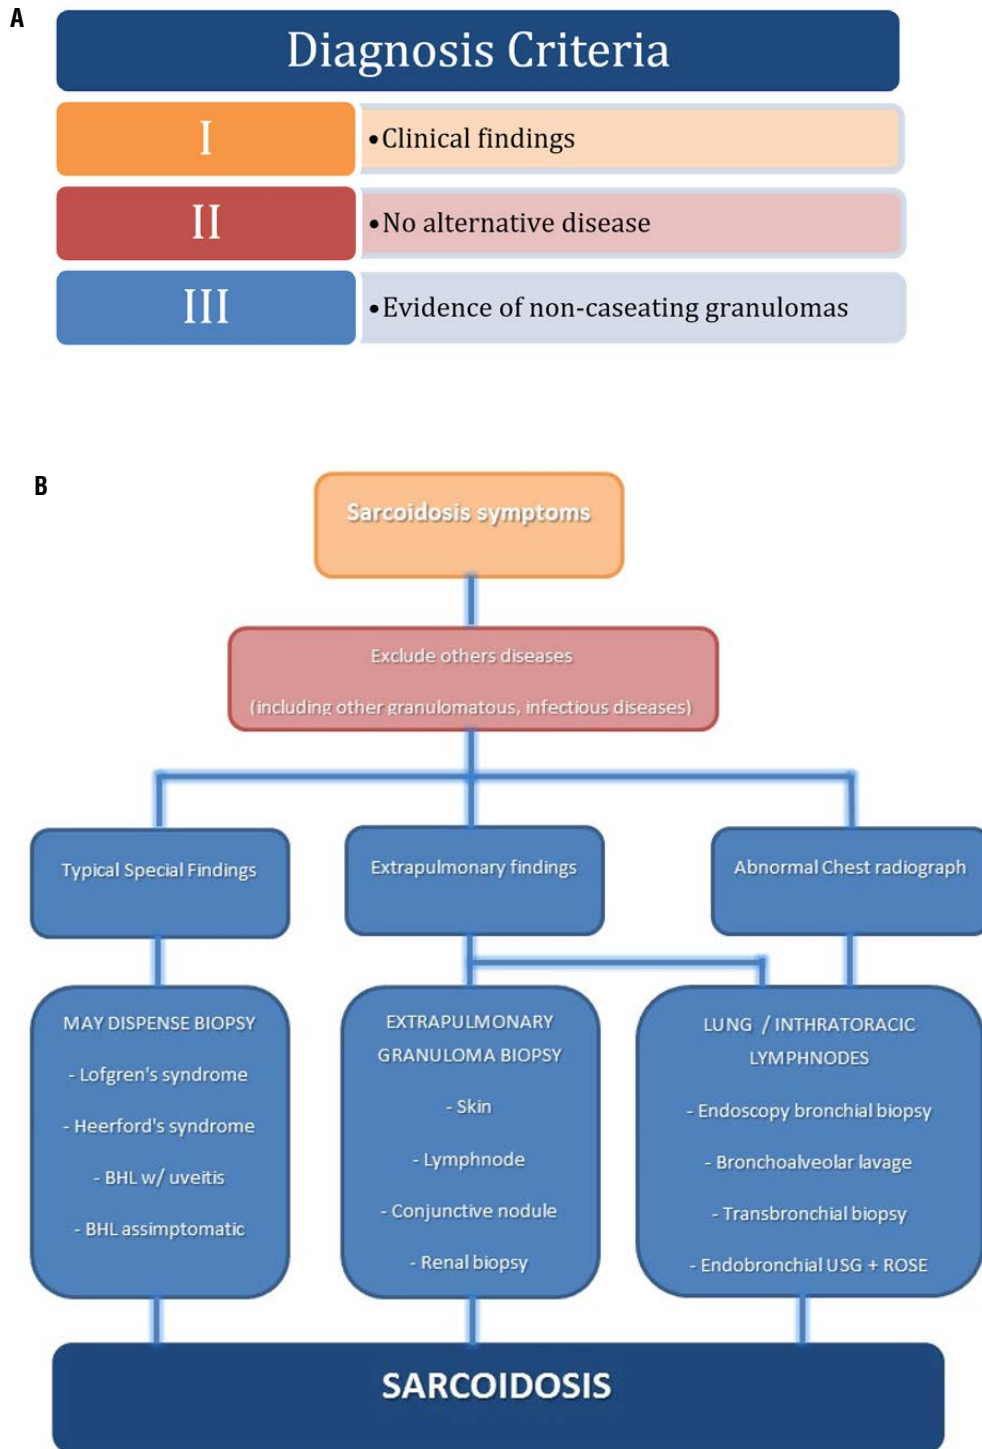 A
Diagnosis Criteria
I
•Clinical findings
II
•No alternative disease
III
•Evidence of non-caseating granulomas
B
Sarcoidosis symptoms
Exclude others diseases
(including other granulomatous, infectious diseases)
Typical Special Findings
Extrapulmonary findings
Abnormal Chest radiograph
MAY DISPENSE BIOPSY
- Lofgren's syndrome
- Heerford's syndrome
- BHL w/ uveitis
- BHL assimptomatic
EXTRAPULMONARY
GRANULOMA BIOPSY
- Skin
- Lymphnode
- Conjunctive nodule
- Renal biopsy
LUNG / INTHRATORACIC
LYMPHNODES
- Endoscopy bronchial biopsy
- Bronchoalveolar lavage
- Transbronchial biopsy
- Endobronchial USG + ROSE
SARCOIDOSIS